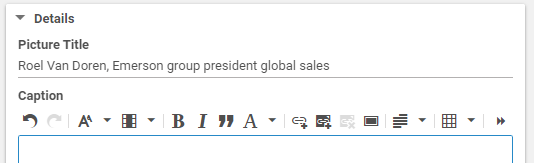 Details
Picture Title
Roel Van Doren, Emerson group president global sales
Caption
B I A